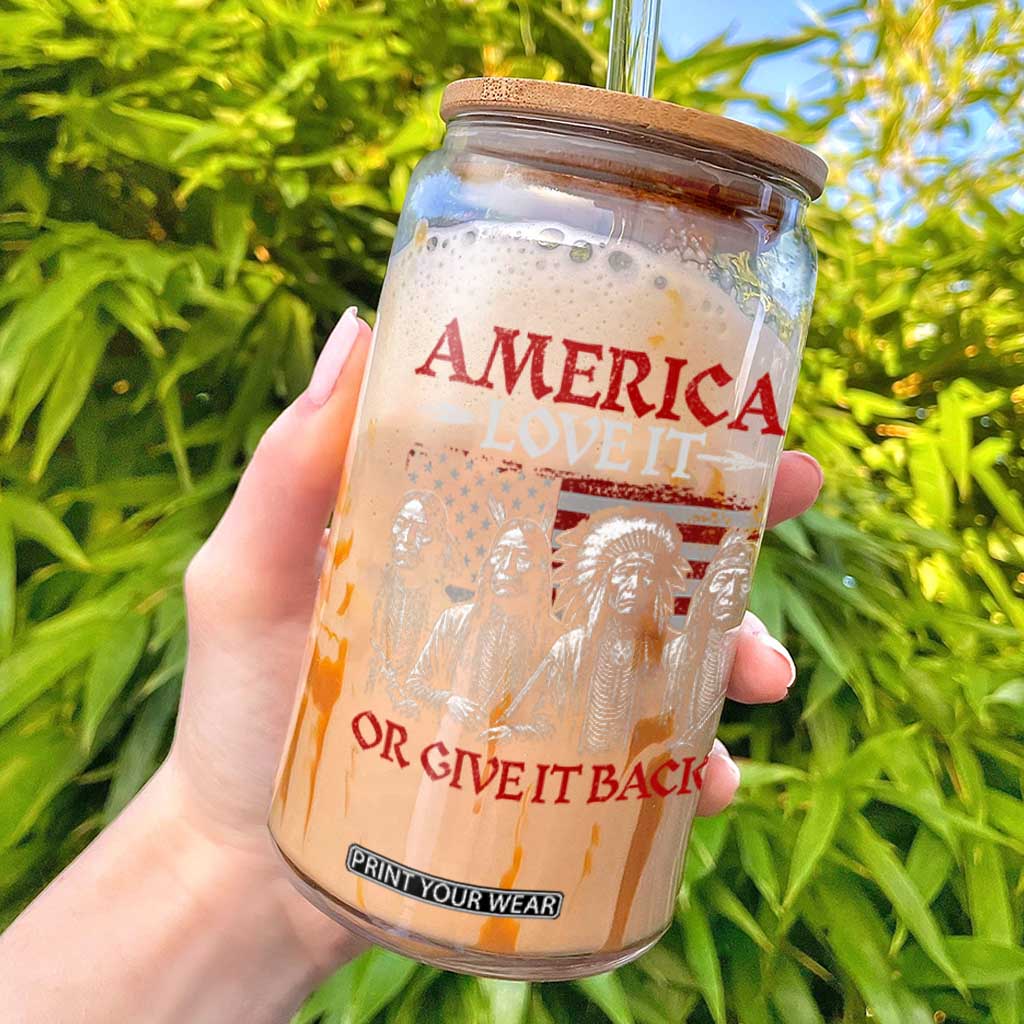 AMERICA
LOVE IT
OR GIVE IT BACK
PRINT YOUR WEAR